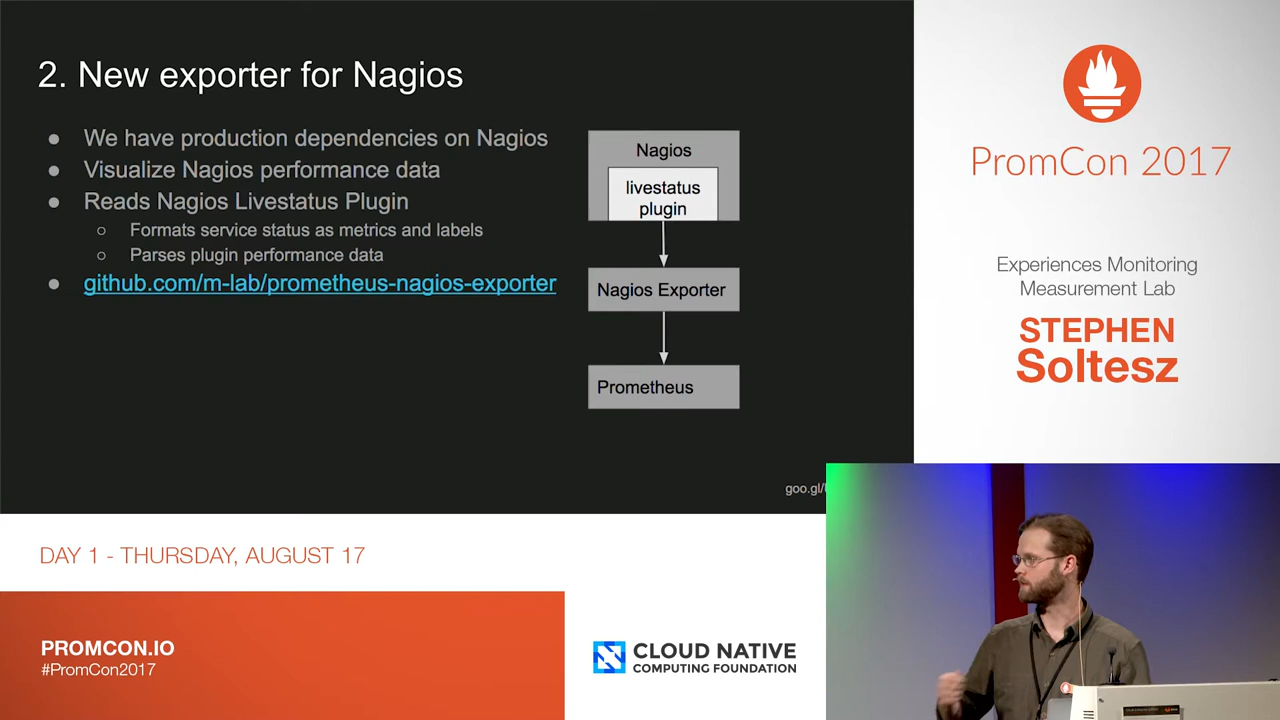 2. New exporter for Nagios
● We have production dependencies on Nagios
● Visualize Nagios performance data
● Reads Nagios Livestatus Plugin
○ Formats service status as metrics and labels
○ Parses plugin performance data
● github.com/m-lab/prometheus-nagios-exporter
Nagios
livestatus
plugin
Nagios Exporter
Prometheus
goo.gl/
PromCon 2017
Experiences Monitoring
Measurement Lab
STEPHEN
Soltesz
DAY 1 - THURSDAY, AUGUST 17
PROMCON.IO
#PromCon2017
CLOUD NATIVE
COMPUTING FOUNDATION